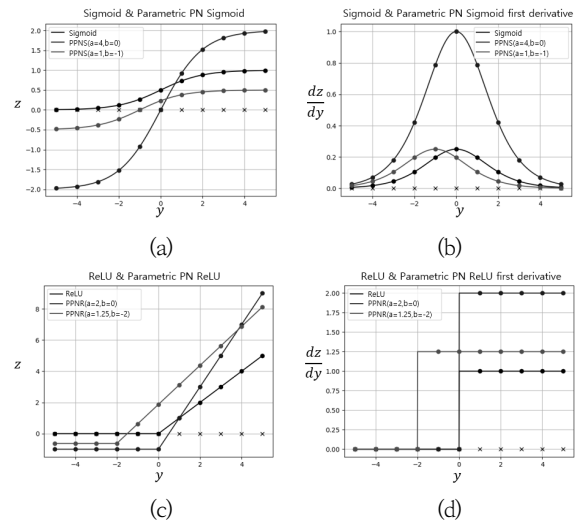 Sigmoid & Parametric PN Sigmoid
Sigmoid
PPNS(a=4,b=0)
PPNS(a=1,b=-1)
2.0
1.5
1.0
0.5
0.0
−0.5
−1.0
−1.5
−2.0
z
−4
−2
0
2
4
y
(a)
Sigmoid & Parametric PN Sigmoid first derivative
Sigmoid
PPNS(a=4,b=0)
PPNS(a=1,b=-1)
1.0
0.8
0.6
0.4
0.2
0.0
dz
dy
−4
−2
0
2
4
y
(b)
ReLU & Parametric PN ReLU
ReLU
PPNR(a=2,b=0)
PPNR(a=1.25,b=-2)
8
6
4
2
0
z
−4
−2
0
2
4
y
(c)
ReLU & Parametric PN ReLU first derivative
ReLU
PPNR(a=2,b=0)
PPNR(a=1.25,b=-2)
2.00
1.75
1.50
1.25
1.00
0.75
0.50
0.25
0.00
dz
dy
−4
−2
0
2
4
y
(d)